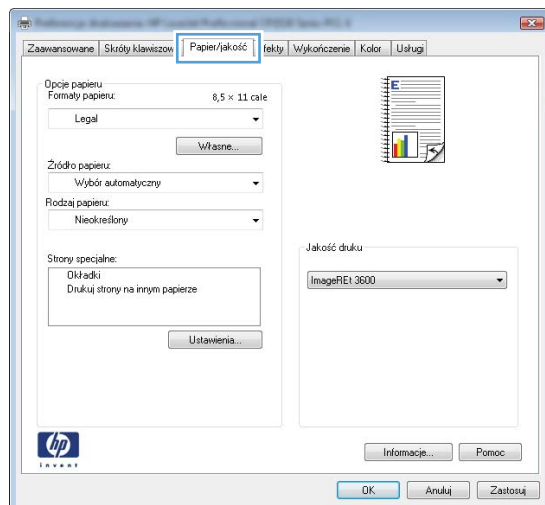 Zaawansowane Skróty klawiszow Papier/jakość fekty Wykończenie Kolor Usługi
Opcje papieru
Formaty papieru: 8,5 × 11 cale
Legal
Własne...
Źródło papieru:
Wybór automatyczny
Rodzaj papieru:
Nieokreślony
Strony specjalne:
Okładki
Drukuj strony na innym papierze
Ustawienia...
E
Jakość druku
ImageREt 3600
hp
invent
Informacje... Pomoc
OK Anuluj Zastosuj